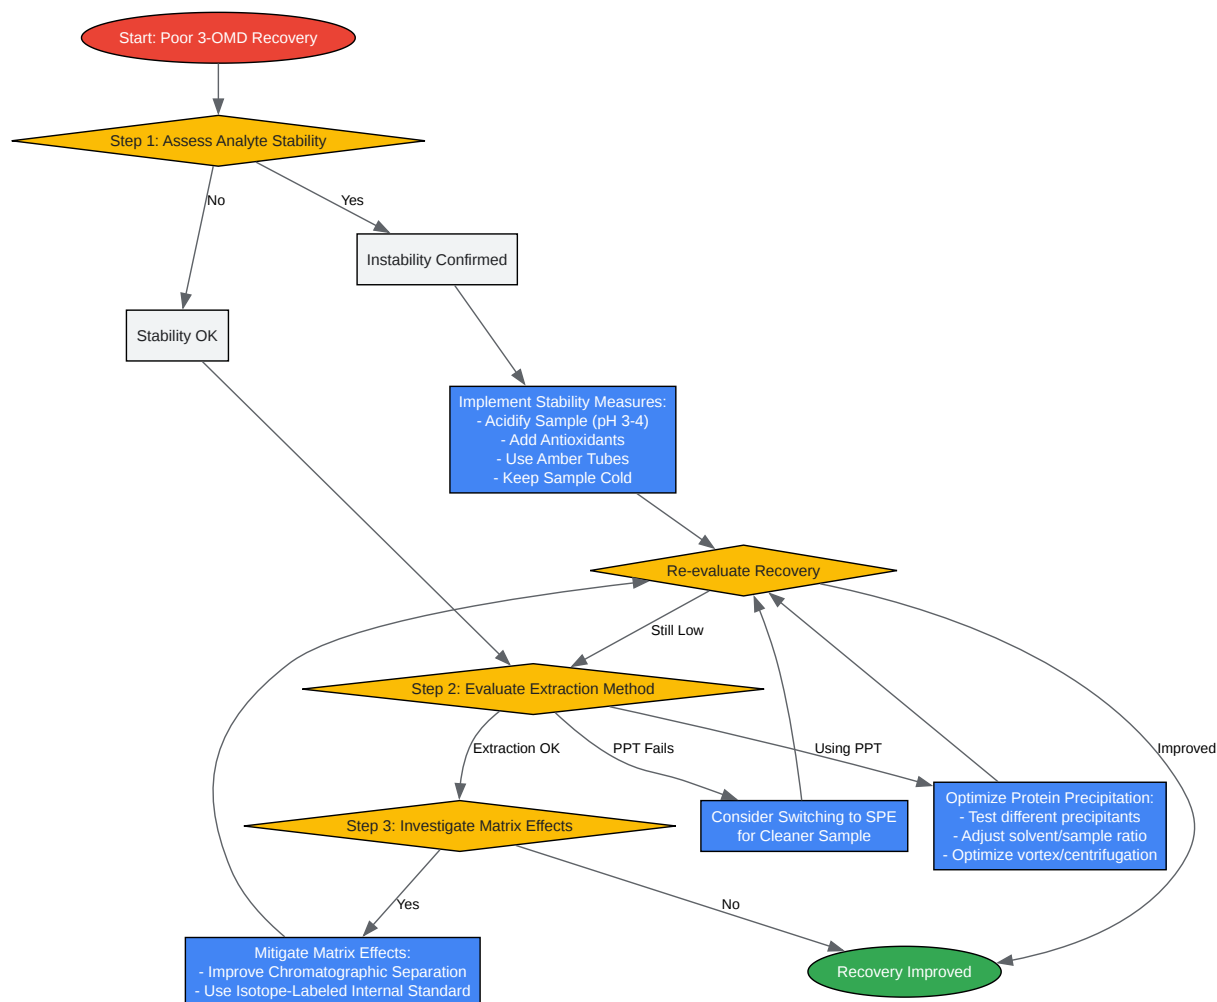 Start: Poor 3-OMD Recovery
Step 1: Assess Analyte Stability
No
Yes
Instability Confirmed
Stability OK
Implement Stability Measures:
- Acidify Sample (pH 3-4)
- Add Antioxidants
- Use Amber Tubes
- Keep Sample Cold
Re-evaluate Recovery
Still Low
Step 2: Evaluate Extraction Method
Extraction OK
PPT Fails
Using PPT
Improved
Consider Switching to SPE
for Cleaner Sample
Optimize Protein Precipitation:
- Test different precipitants
- Adjust solvent/sample ratio
- Optimize vortex/centrifugation
Step 3: Investigate Matrix Effects
Yes
No
Mitigate Matrix Effects:
- Improve Chromatographic Separation
- Use Isotope-Labeled Internal Standard
Recovery Improved